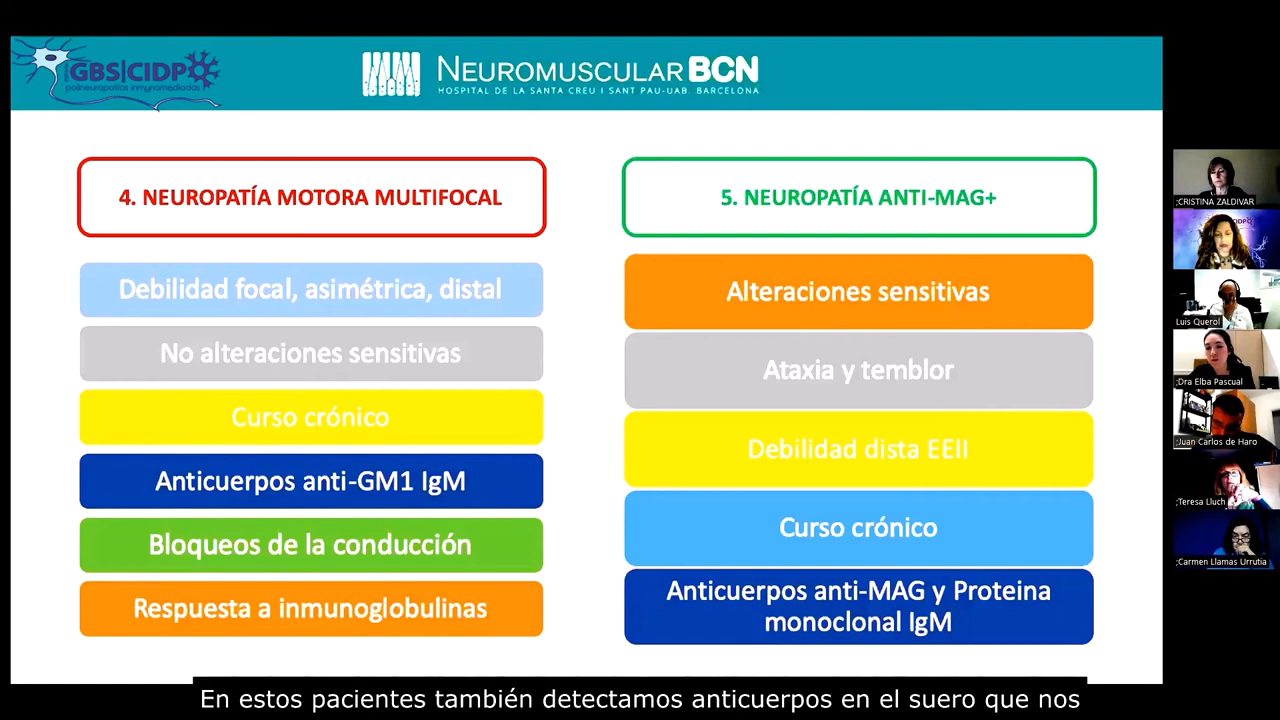 GBS|CIDP
polineuropatías inmunomediadas
NEUROMUSCULAR BCN
HOSPITAL DE LA SANTA CREU I SANT PAU-UAB. BARCELONA
4. NEUROPATÍA MOTORA MULTIFOCAL
Debilidad focal, asimétrica, distal
No alteraciones sensitivas
Curso crónico
Anticuerpos anti-GM1 IgM
Bloqueos de la conducción
Respuesta a inmunoglobulinas
5. NEUROPATÍA ANTI-MAG+
Alteraciones sensitivas
Ataxia y temblor
Debilidad dista EEII
Curso crónico
Anticuerpos anti-MAG y Proteina
monoclonal IgM
;CRISTINA ZALDIVAR
Luis Querol
;Dra Elba Pascual
;Juan Carlos de Haro
;Teresa Lluch
;Carmen Llamas Urrutia
En estos pacientes también detectamos anticuerpos en el suero que nos